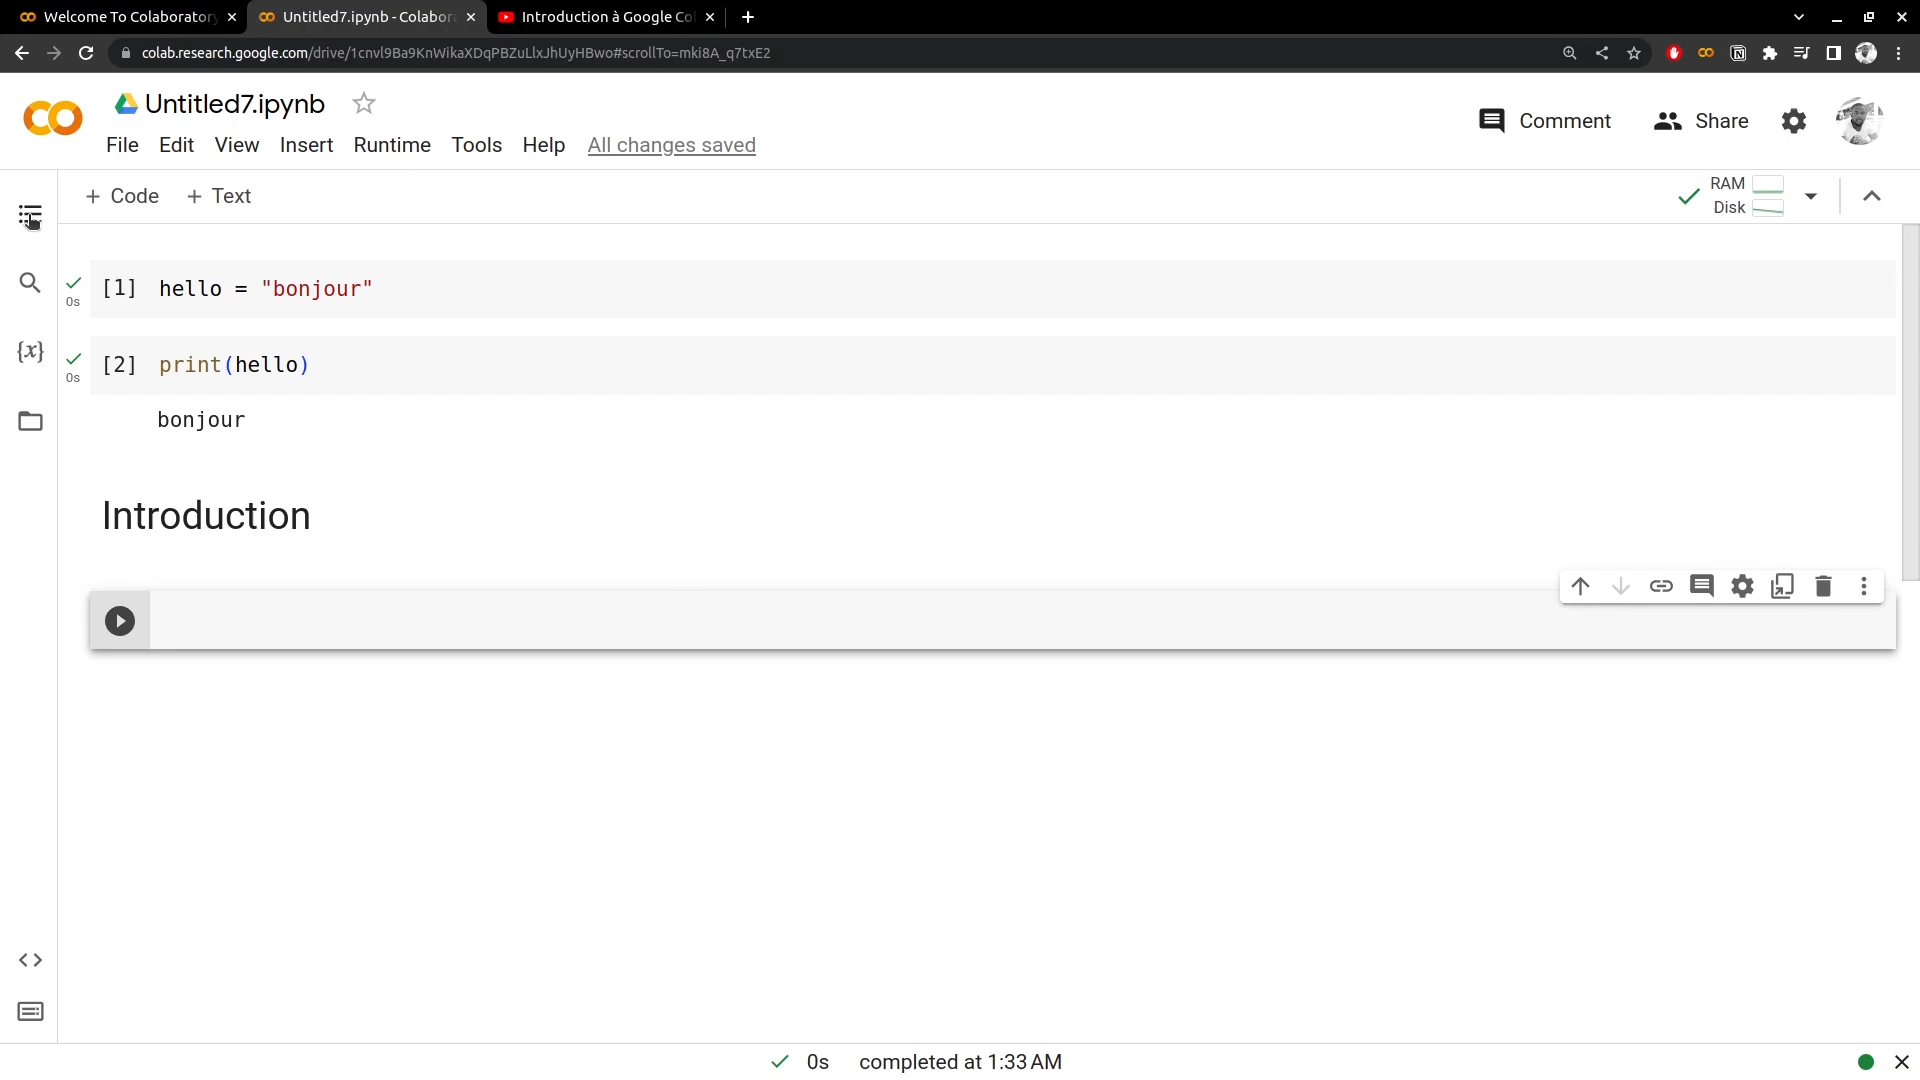 Welcome To Colaboratory
Untitled7.ipynb - Colabor
Introduction à Google Co
colab.research.google.com/drive/1cnvl9Ba9KnWikaXDqPBZuLlxJhUyHBwo#scrollTo=mki8A_q7txE2
Untitled7.ipynb
Comment
Share
File Edit View Insert Runtime Tools Help All changes saved
+ Code + Text
RAM
Disk
[1] hello = "bonjour"
0s
[2] print(hello)
0s
bonjour
Introduction
{x}
0s completed at 1:33 AM